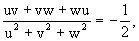 (uv + vw + wu)/(u² + v² + w²) = -1/2,